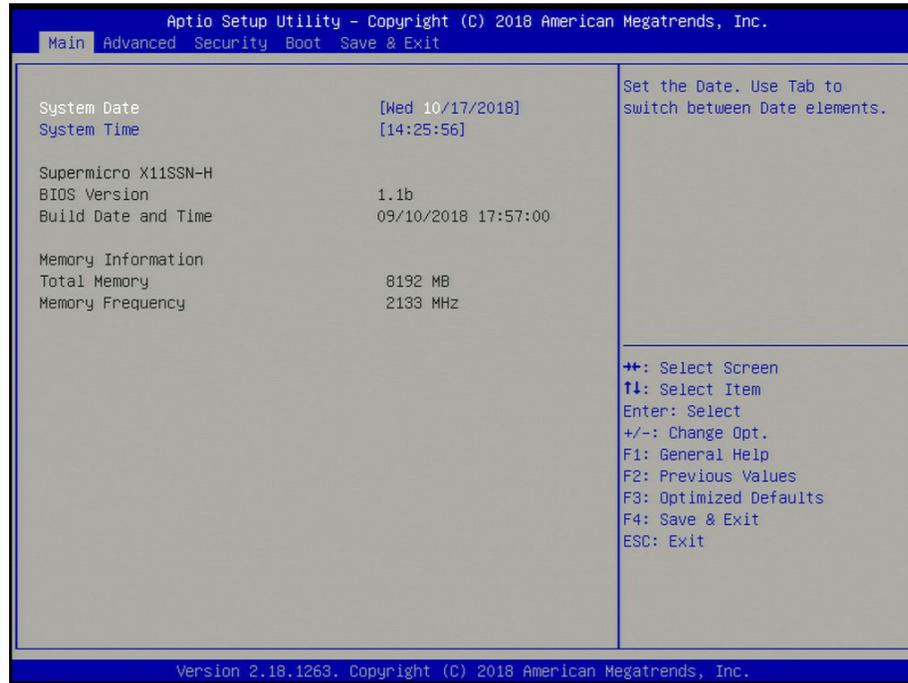 Aptio Setup Utility – Copyright (C) 2018 American Megatrends, Inc.
Main Advanced Security Boot Save & Exit
System Date [Wed 10/17/2018]
System Time [14:25:56]
Supermicro X11SSN-H
BIOS Version 1.1b
Build Date and Time 09/10/2018 17:57:00
Memory Information
Total Memory 8192 MB
Memory Frequency 2133 MHz
Set the Date. Use Tab to
switch between Date elements.
→←: Select Screen
↑↓: Select Item
Enter: Select
+/-: Change Opt.
F1: General Help
F2: Previous Values
F3: Optimized Defaults
F4: Save & Exit
ESC: Exit
Version 2.18.1263. Copyright (C) 2018 American Megatrends, Inc.